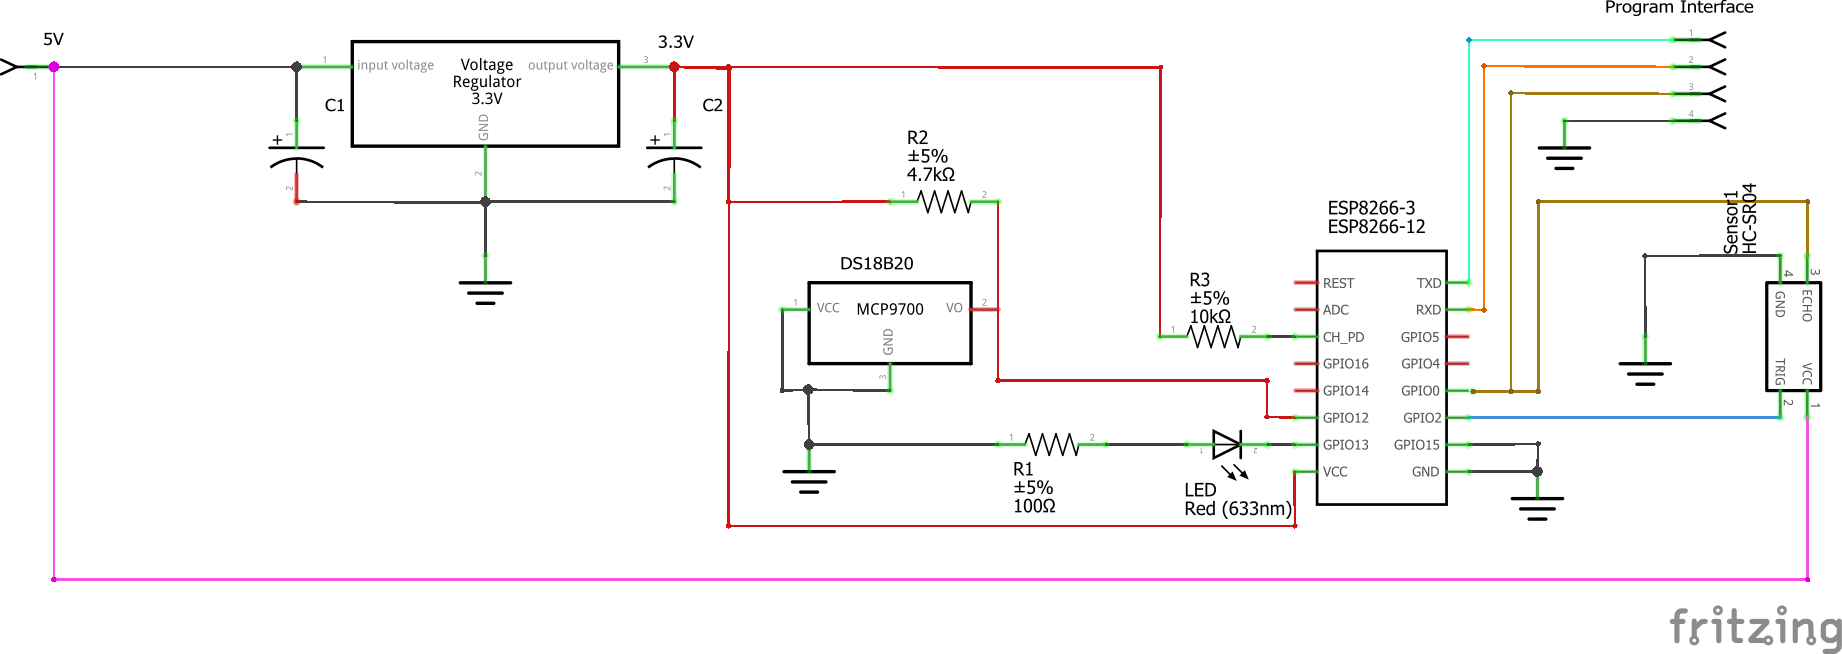 Program Interface
5V
3.3V
1
1
input voltage
Voltage
Regulator
3.3V
output voltage
3
GND
2
C1
C2
+
1
2
+
1
2
1
2
3
4
R2
±5%
4.7kΩ
1
2
DS18B20
1
VCC
MCP9700
VO
2
GND
3
R3
±5%
10kΩ
1
2
ESP8266-3
ESP8266-12
REST
TXD
ADC
RXD
CH_PD
GPIO5
GPIO16
GPIO4
GPIO14
GPIO0
GPIO12
GPIO2
GPIO13
GPIO15
VCC
GND
Sensor1
HC-SR04
4
3
GND
ECHO
TRIG
VCC
2
1
1
2
R1
±5%
100Ω
1
2
LED
Red (633nm)
fritzing